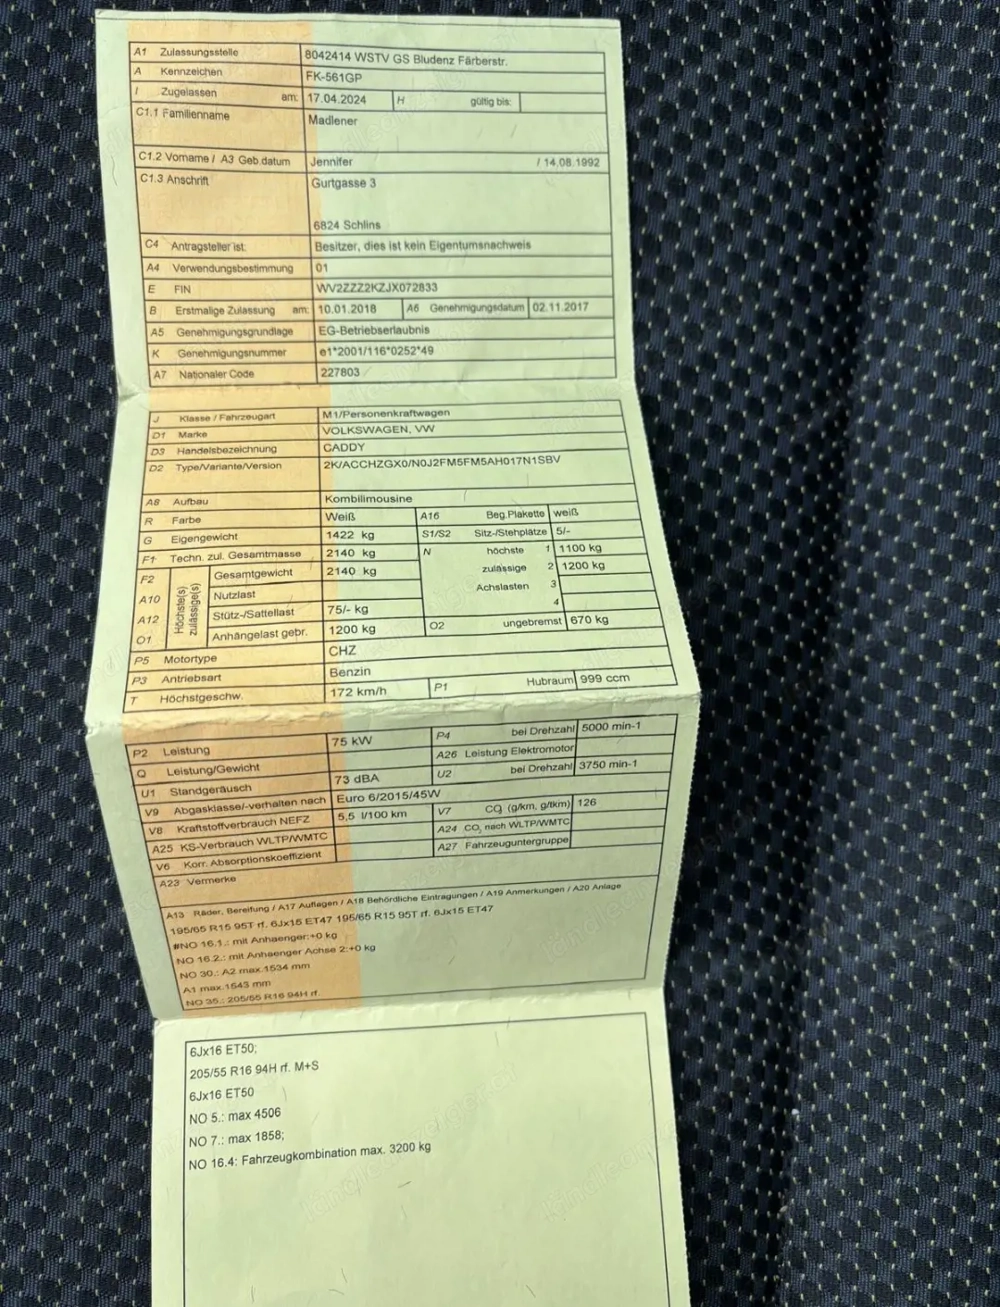 A1 Zulassungsstelle 8042414 WSTV GS Bludenz Färberstr.
A Kennzeichen FK-561GP
I Zugelassen am: 17.04.2024 H gültig bis:
C1.1 Familienname Madlener
C1.2 Vorname / A3 Geb.datum Jennifer / 14.08.1992
C1.3 Anschrift Gurtgasse 3
6824 Schlins
C4 Antragsteller ist: Besitzer, dies ist kein Eigentumsnachweis
A4 Verwendungsbestimmung 01
E FIN WV2ZZZ2KZJX072833
B Erstmalige Zulassung am: 10.01.2018 A6 Genehmigungsdatum 02.11.2017
A5 Genehmigungsgrundlage EG-Betriebserlaubnis
K Genehmigungsnummer e1*2001/116*0252*49
A7 Nationaler Code 227803
J Klasse / Fahrzeugart M1/Personenkraftwagen
D1 Marke VOLKSWAGEN, VW
D3 Handelsbezeichnung CADDY
D2 Type/Variante/Version 2K/ACCHZGX0/N0J2FM5FM5AH017N1SBV
A8 Aufbau Kombilimousine
R Farbe Weiß A16 Beg.Plakette weiß
G Eigengewicht 1422 kg S1/S2 Sitz-/Stehplätze 5/-
F1 Techn. zul. Gesamtmasse 2140 kg N höchste 1 1100 kg
F2 Höchste(s) zulässige(s) Gesamtgewicht 2140 kg zulässige 2 1200 kg
A10 Nutzlast Achslasten 3
A12 Stütz-/Sattellast 75/- kg 4
O1 Anhängelast gebr. 1200 kg O2 ungebremst 670 kg
P5 Motortype CHZ
P3 Antriebsart Benzin
T Höchstgeschw. 172 km/h P1 Hubraum 999 ccm
P2 Leistung 75 kW P4 bei Drehzahl 5000 min-1
Q Leistung/Gewicht A26 Leistung Elektromotor
U1 Standgeräusch 73 dBA U2 bei Drehzahl 3750 min-1
V9 Abgasklasse/-verhalten nach Euro 6/2015/45W
V8 Kraftstoffverbrauch NEFZ 5,5 l/100 km V7 CO2 (g/km, g/tkm) 126
A25 KS-Verbrauch WLTP/WMTC A24 CO2 nach WLTP/WMTC
V6 Korr. Absorptionskoeffizient A27 Fahrzeuguntergruppe
A23 Vermerke
A13 Räder, Bereifung / A17 Auflagen / A18 Behördliche Eintragungen / A19 Anmerkungen / A20 Anlage
195/65 R15 95T rf. 6Jx15 ET47 195/65 R15 95T rf. 6Jx15 ET47
#NO 16.1.: mit Anhaenger:+0 kg
NO 16.2.: mit Anhaenger Achse 2:+0 kg
NO 30.: A2 max.1534 mm
A1 max.1543 mm
NO 35.: 205/55 R16 94H rf.
6Jx16 ET50;
205/55 R16 94H rf. M+S
6Jx16 ET50
NO 5.: max 4506
NO 7.: max 1858;
NO 16.4: Fahrzeugkombination max. 3200 kg